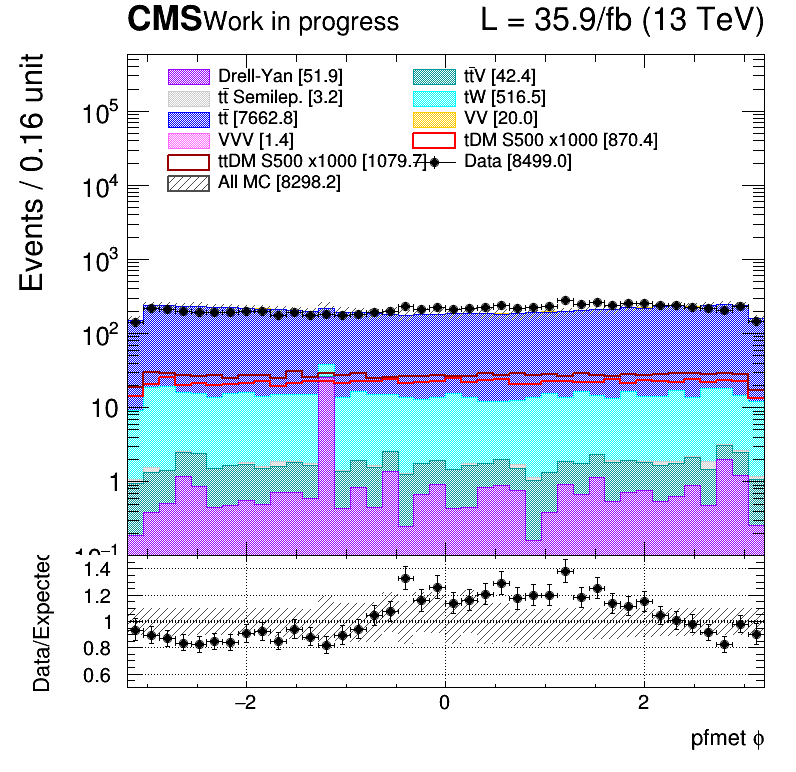 CMS Work in progress L = 35.9/fb (13 TeV)
Events / 0.16 unit
Drell-Yan [51.9] tt̄V [42.4]
tt̄ Semilep. [3.2] tW [516.5]
tt̄ [7662.8] VV [20.0]
VVV [1.4] tDM S500 x1000 [870.4]
ttDM S500 x1000 [1079.7] Data [8499.0]
All MC [8298.2]
10⁵
10⁴
10³
10²
10
1
10⁻¹
Data/Expected
1.4
1.2
1
0.8
0.6
−2 0 2
pfmet ϕ